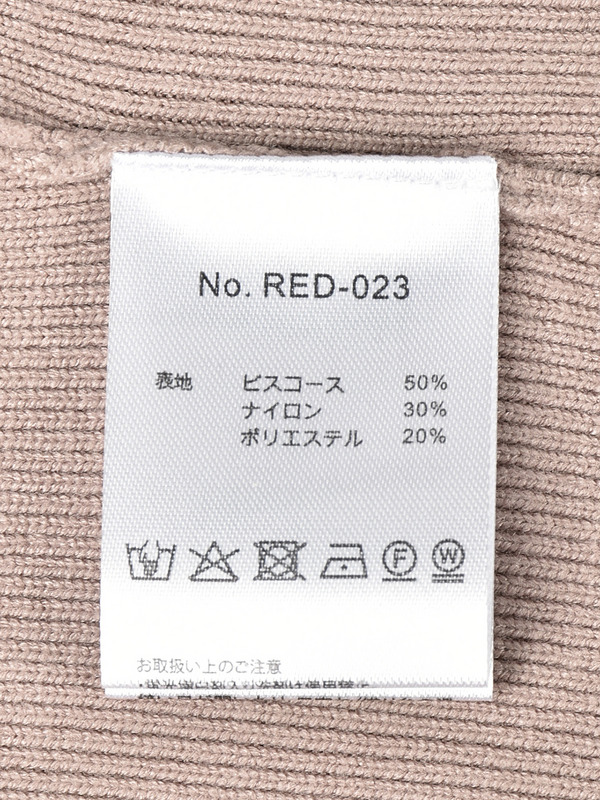 No. RED-023
表地 ビスコース 50%
ナイロン 30%
ポリエステル 20%
F W
お取扱い上のご注意